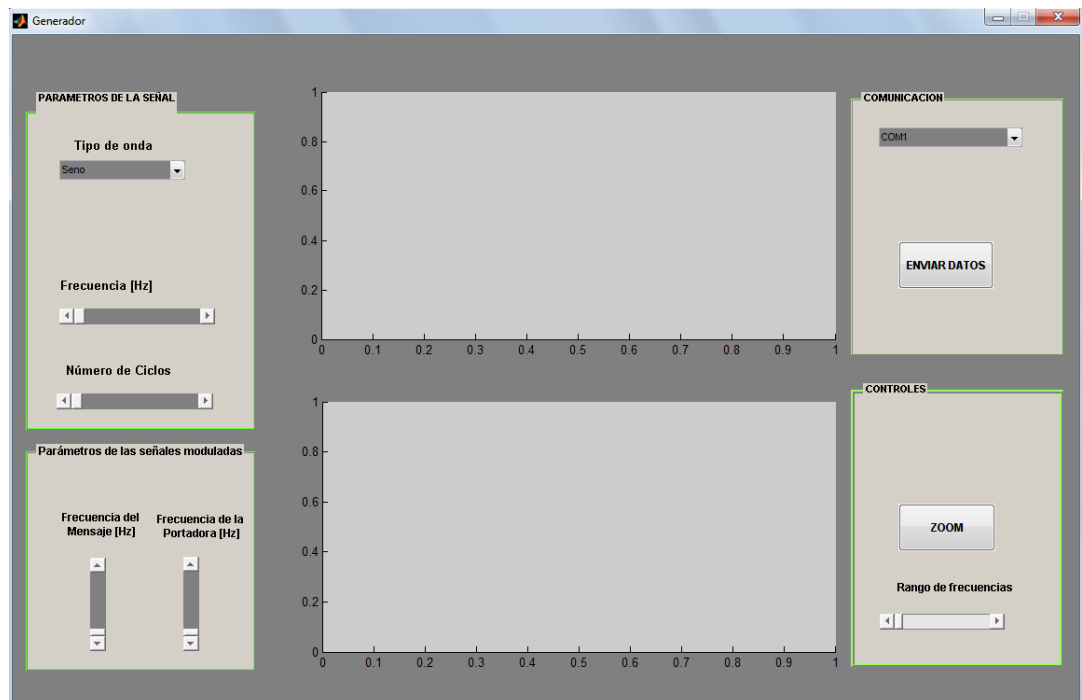 Generador
PARAMETROS DE LA SEÑAL
Tipo de onda
Seno
Frecuencia [Hz]
Número de Ciclos
Parámetros de las señales moduladas
Frecuencia del
Mensaje [Hz]
Frecuencia de la
Portadora [Hz]
1
0.8
0.6
0.4
0.2
0
0 0.1 0.2 0.3 0.4 0.5 0.6 0.7 0.8 0.9 1
1
0.8
0.6
0.4
0.2
0
0 0.1 0.2 0.3 0.4 0.5 0.6 0.7 0.8 0.9 1
COMUNICACION
COM1
ENVIAR DATOS
CONTROLES
ZOOM
Rango de frecuencias